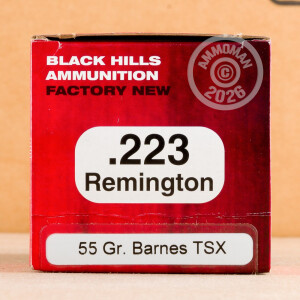 BLACK HILLS
AMMUNITION
FACTORY NEW
AMMOMAN
©
2026
.223
Remington
55 Gr. Barnes TSX